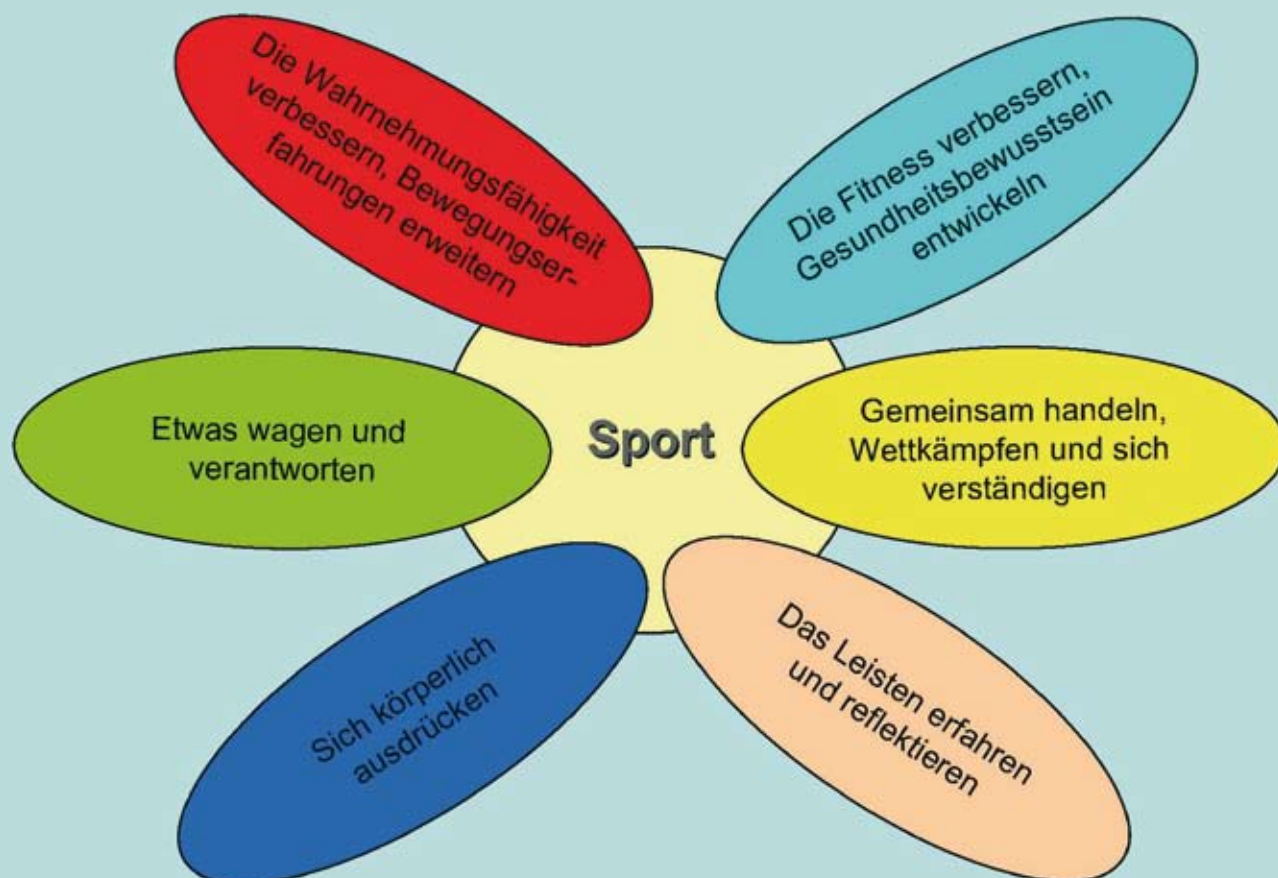 Die Wahrnehmungsfähigkeit
verbessern, Bewegungser-
fahrungen erweitern
Die Fitness verbessern,
Gesundheitsbewusstsein
entwickeln
Etwas wagen und
verantworten
Sport
Gemeinsam handeln,
Wettkämpfen und sich
verständigen
Sich körperlich
ausdrücken
Das Leisten erfahren
und reflektieren